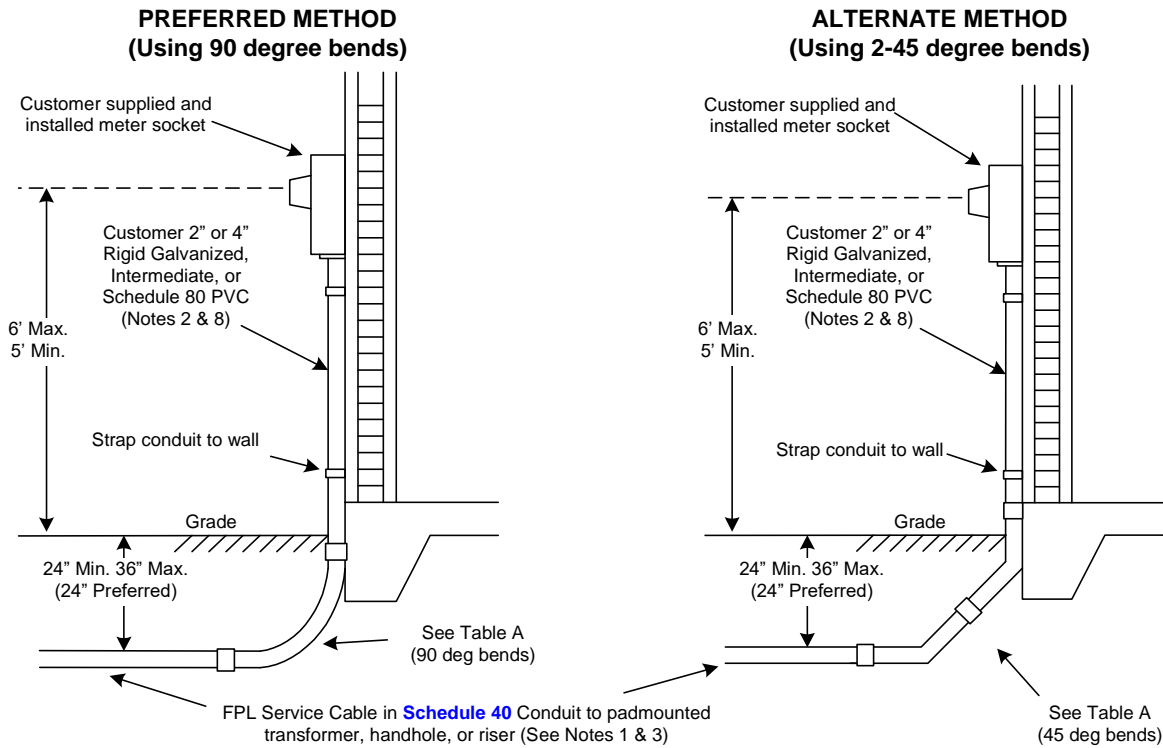 PREFERRED METHOD
(Using 90 degree bends)
Customer supplied and
installed meter socket
Customer 2” or 4”
Rigid Galvanized,
Intermediate, or
Schedule 80 PVC
(Notes 2 & 8)
6’ Max.
5’ Min.
Strap conduit to wall
Grade
24” Min. 36” Max.
(24” Preferred)
See Table A
(90 deg bends)
ALTERNATE METHOD
(Using 2-45 degree bends)
Customer supplied and
installed meter socket
Customer 2” or 4”
Rigid Galvanized,
Intermediate, or
Schedule 80 PVC
(Notes 2 & 8)
6’ Max.
5’ Min.
Strap conduit to wall
Grade
24” Min. 36” Max.
(24” Preferred)
See Table A
(45 deg bends)
FPL Service Cable in Schedule 40 Conduit to padmounted
transformer, handhole, or riser (See Notes 1 & 3)